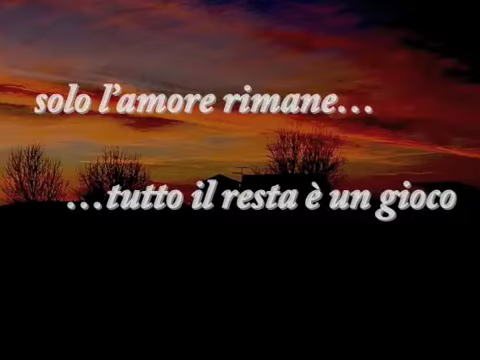 solo l’amore rimane…
…tutto il resta è un gioco